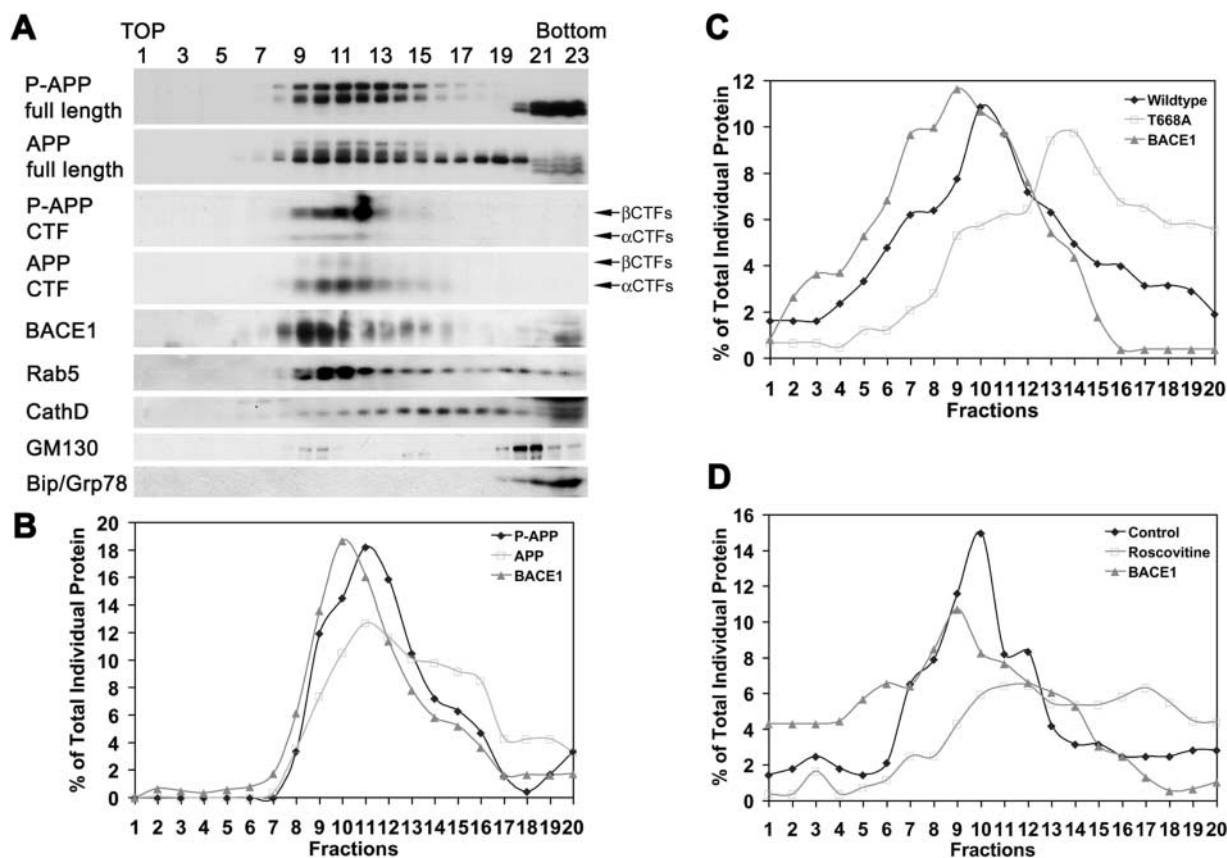 A
TOP
Bottom
1 3 5 7 9 11 13 15 17 19 21 23
P-APP
full length
APP
full length
P-APP
CTF
βCTFs
αCTFs
APP
CTF
βCTFs
αCTFs
BACE1
Rab5
CathD
GM130
Bip/Grp78
B
% of Total Individual Protein
20
18
16
14
12
10
8
6
4
2
0
P-APP
APP
BACE1
1 2 3 4 5 6 7 8 9 10 11 12 13 14 15 16 17 18 19 20
Fractions
C
% of Total Individual Protein
12
10
8
6
4
2
0
Wildtype
T668A
BACE1
1 2 3 4 5 6 7 8 9 10 11 12 13 14 15 16 17 18 19 20
Fractions
D
% of Total Individual Protein
16
14
12
10
8
6
4
2
0
Control
Roscovitine
BACE1
1 2 3 4 5 6 7 8 9 10 11 12 13 14 15 16 17 18 19 20
Fractions